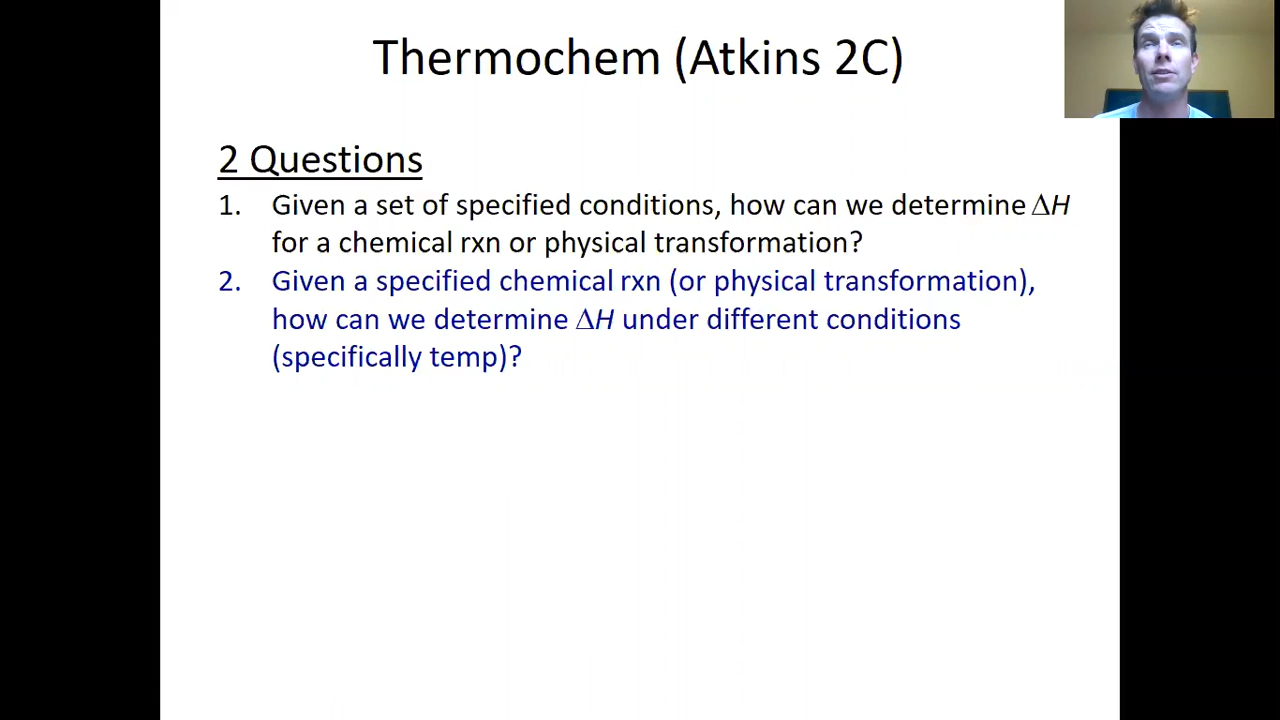 Thermochem (Atkins 2C)
2 Questions
1. Given a set of specified conditions, how can we determine ΔH
for a chemical rxn or physical transformation?
2. Given a specified chemical rxn (or physical transformation),
how can we determine ΔH under different conditions
(specifically temp)?